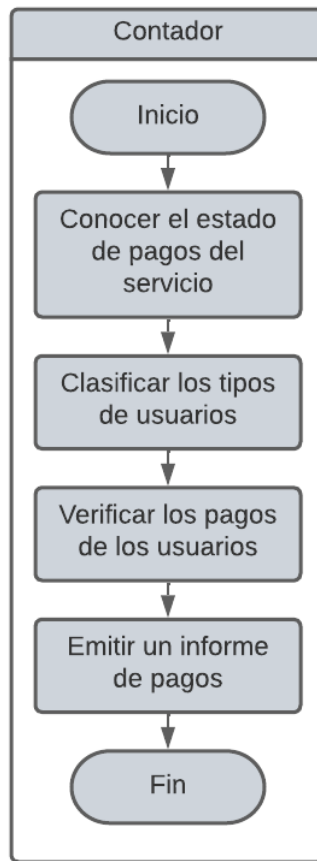 Contador
Inicio
Conocer el estado
de pagos del
servicio
Clasificar los tipos
de usuarios
Verificar los pagos
de los usuarios
Emitir un informe
de pagos
Fin